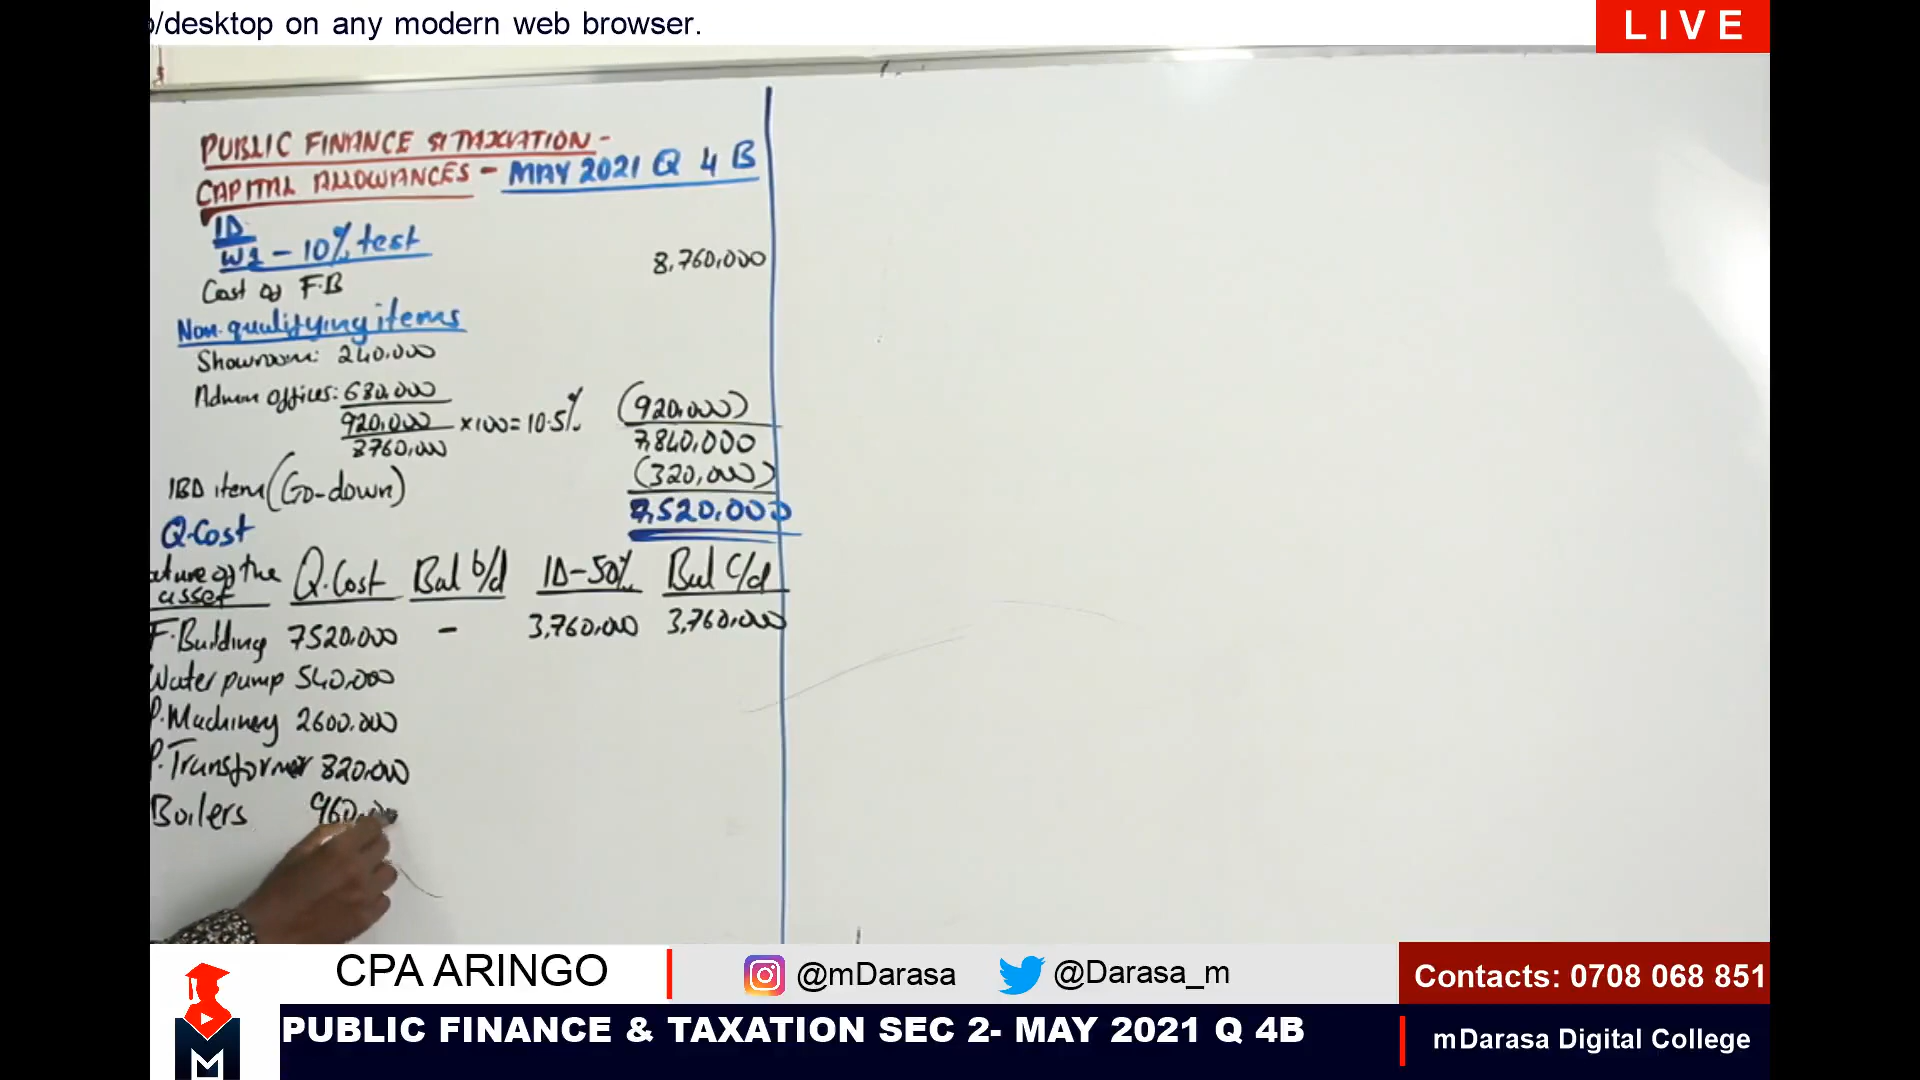 /desktop on any modern web browser.
LIVE
PUBLIC FINANCE & TAXATION -
CAPITAL ALLOWANCES - MAY 2021 Q 4 B
ID
W1 - 10% test
Cost of F.B 8,760,000
Non-qualifying items
Showroom: 240,000
Admin offices: 680,000
920,000 x100 = 10.5% (920,000)
8760,000 7,840,000
IBD item (Go-down) (320,000)
Q.Cost 7,520,000
ature of the asset Q.Cost Bal b/d ID-50% Bal c/d
F.Building 7520,000 - 3,760,000 3,760,000
Water pump 540,000
P.Machinery 2600,000
P.Transformer 820,000
Boilers 960,00
CPA ARINGO
@mDarasa
@Darasa_m
Contacts: 0708 068 851
M
PUBLIC FINANCE & TAXATION SEC 2- MAY 2021 Q 4B
mDarasa Digital College